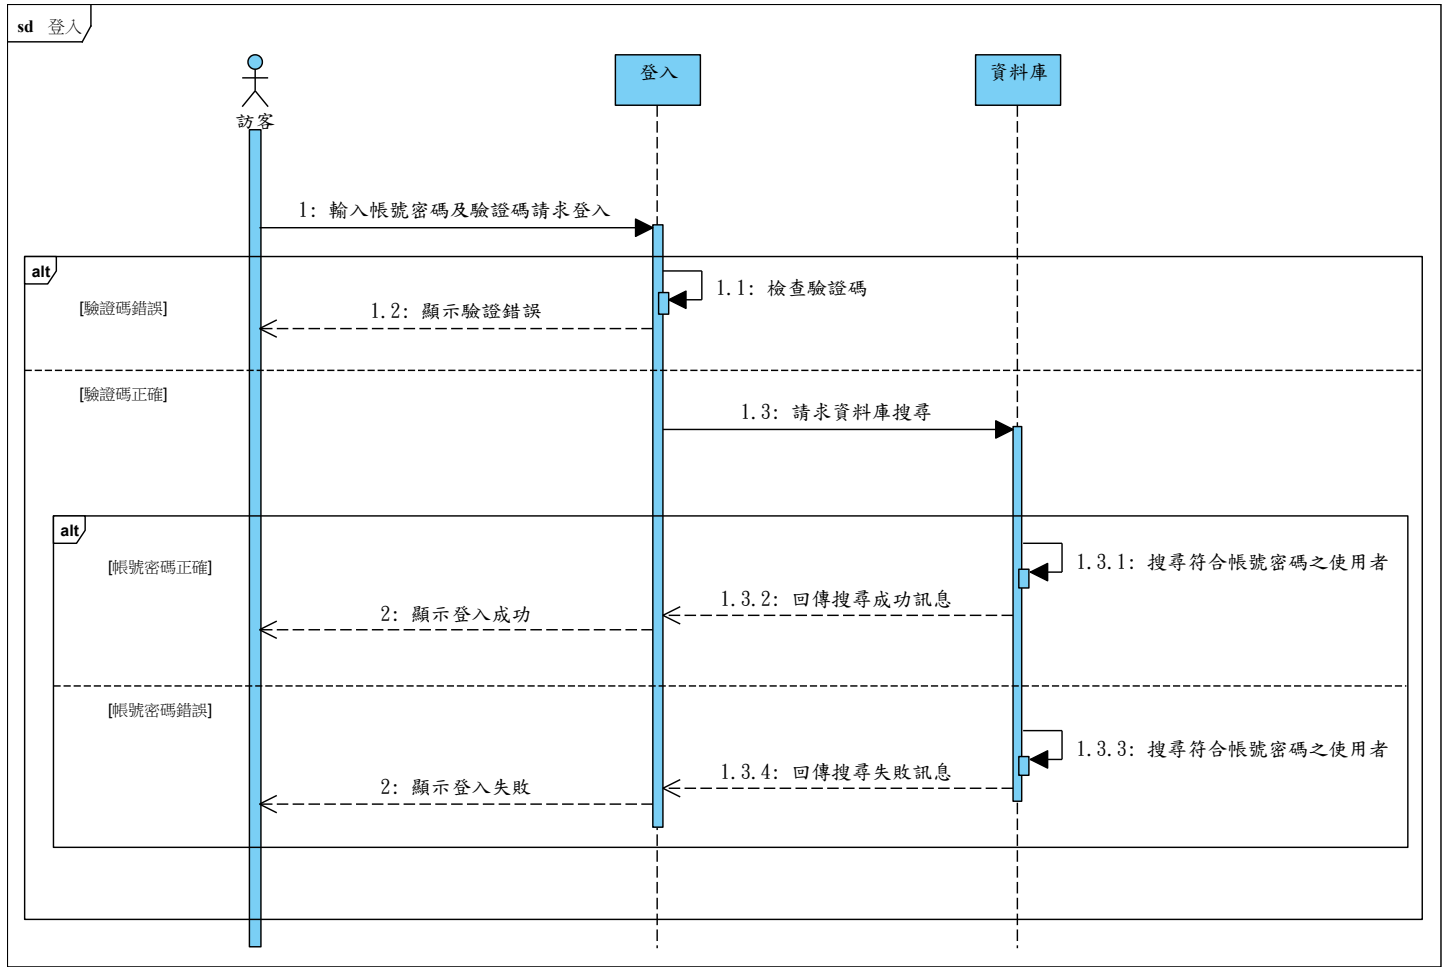 sd 登入
訪客
登入
資料庫
1: 輸入帳號密碼及驗證碼請求登入
alt
1.1: 檢查驗證碼
[驗證碼錯誤]
1.2: 顯示驗證錯誤
[驗證碼正確]
1.3: 請求資料庫搜尋
alt
1.3.1: 搜尋符合帳號密碼之使用者
[帳號密碼正確]
1.3.2: 回傳搜尋成功訊息
2: 顯示登入成功
[帳號密碼錯誤]
1.3.3: 搜尋符合帳號密碼之使用者
1.3.4: 回傳搜尋失敗訊息
2: 顯示登入失敗